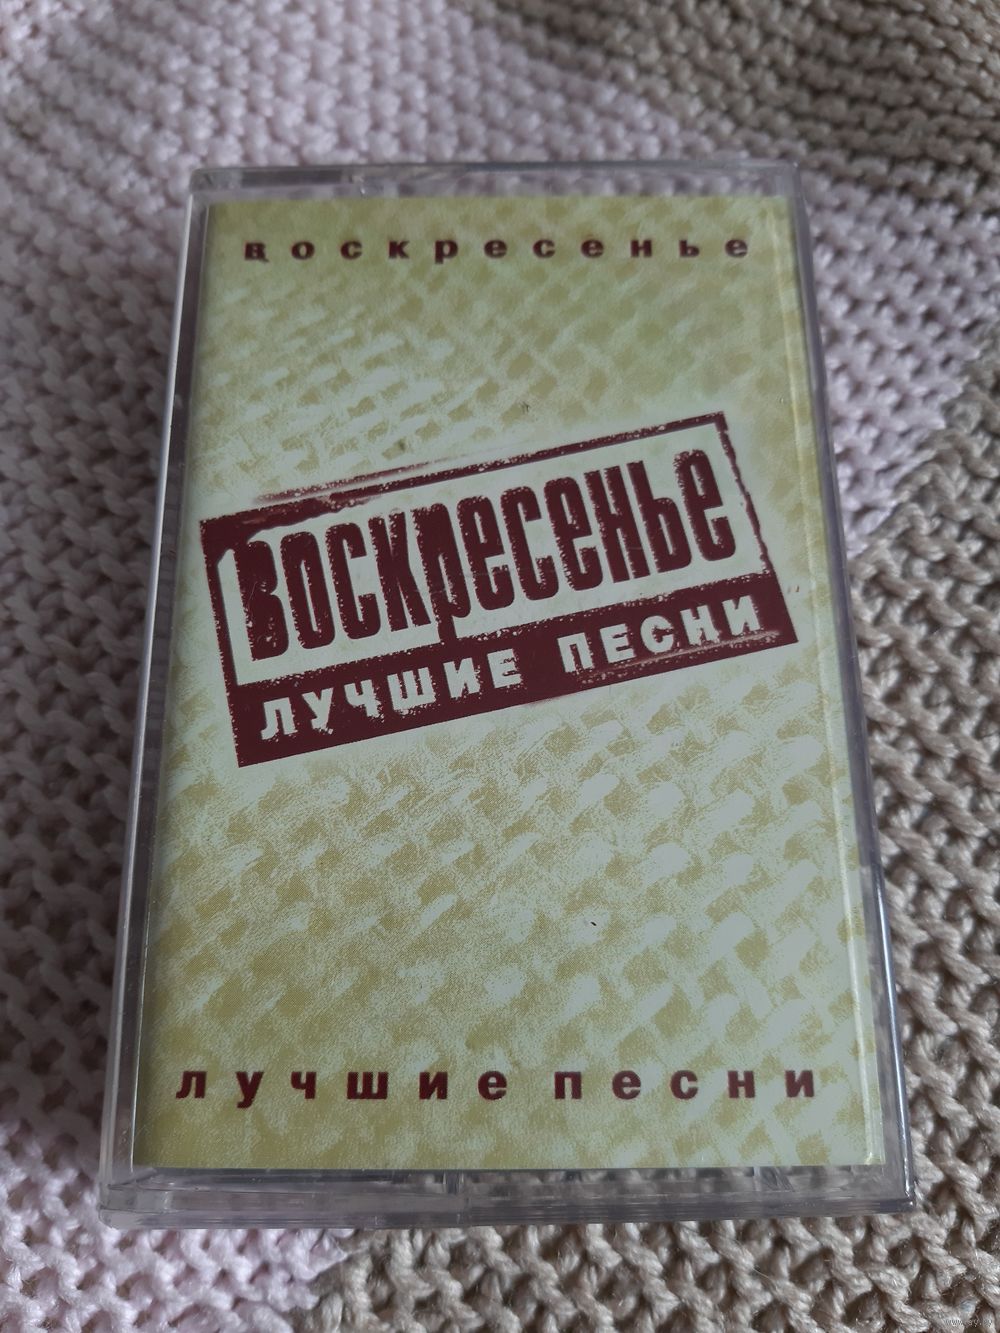 воскресенье
Воскресенье
ЛУЧШИЕ ПЕСНИ
лучшие песни